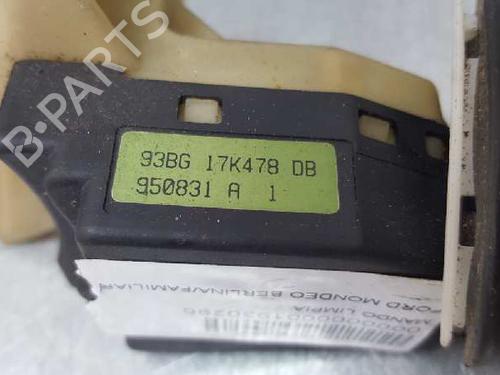 B-PARTS
93BG 17K478 DB
950831 A 1
FORD MONDEO BERLINA/FAMILIAR
MANDO LIMPIA